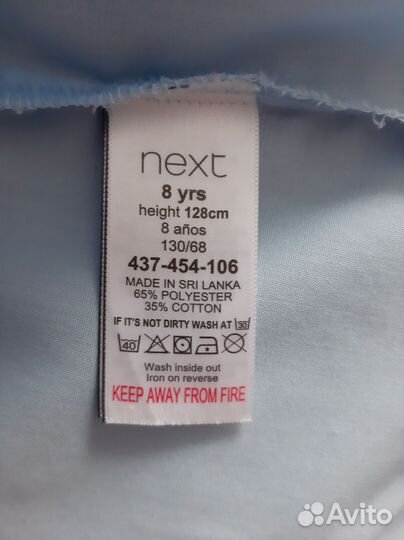 next
8 yrs
height 128cm
8 años
130/68
437-454-106
MADE IN SRI LANKA
65% POLYESTER
35% COTTON
IF IT'S NOT DIRTY WASH AT 30
40
Wash inside out
iron on reverse
KEEP AWAY FROM FIRE
Avito